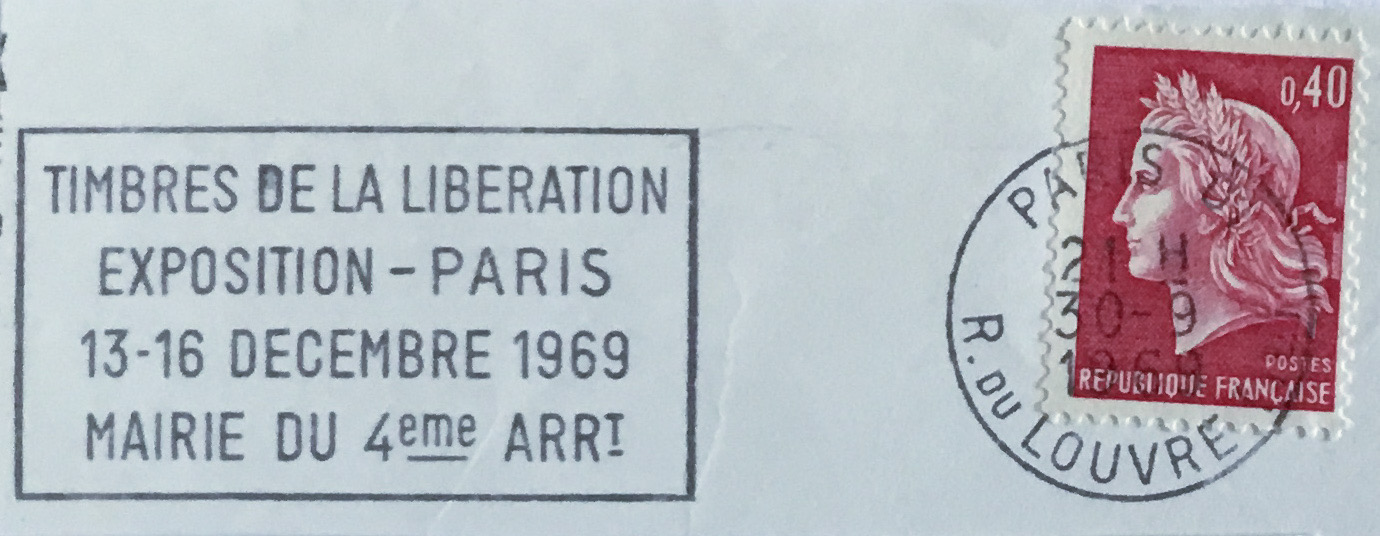 TIMBRES DE LA LIBERATION
EXPOSITION - PARIS
13-16 DECEMBRE 1969
MAIRIE DU 4eme ARRT
0,40
POSTES
REPUBLIQUE FRANÇAISE
PARIS
21 H
30-9
1969
R. DU LOUVRE